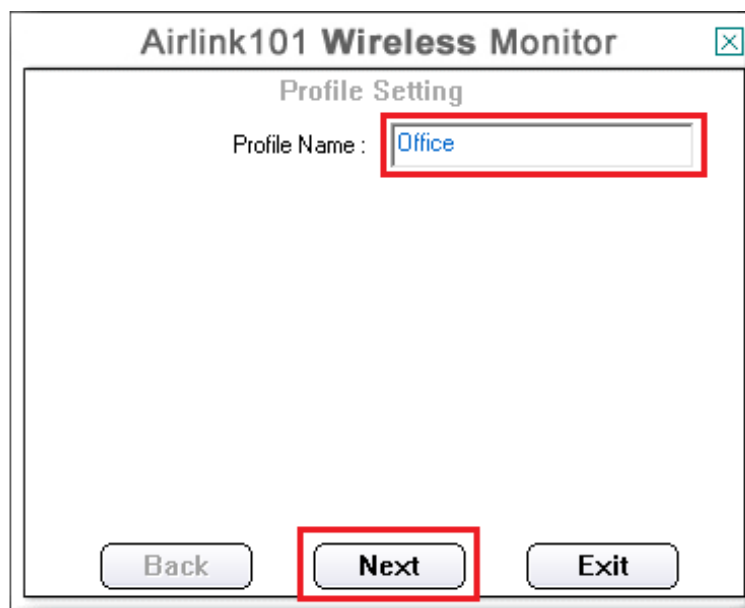 Airlink101 Wireless Monitor
Profile Setting
Profile Name : Office
Back Next Exit